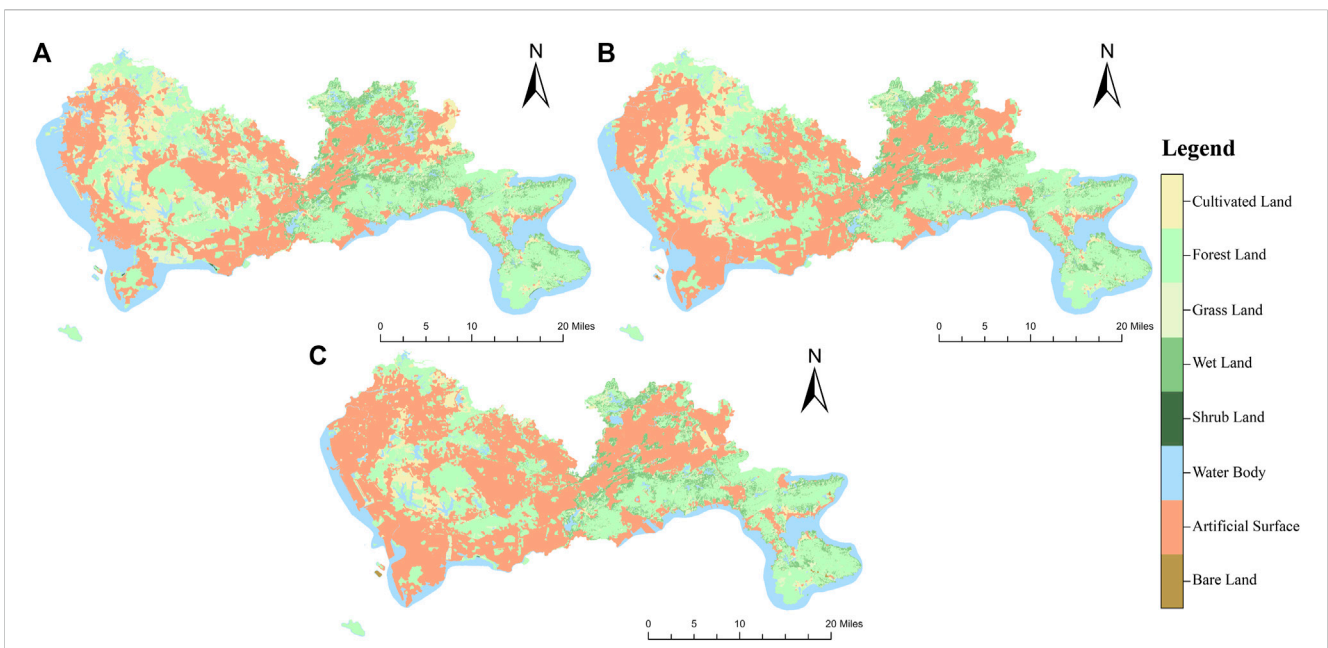 A
N
B
N
0 5 10 20 Miles
0 5 10 20 Miles
C
N
0 5 10 20 Miles
Legend
Cultivated Land
Forest Land
Grass Land
Wet Land
Shrub Land
Water Body
Artificial Surface
Bare Land